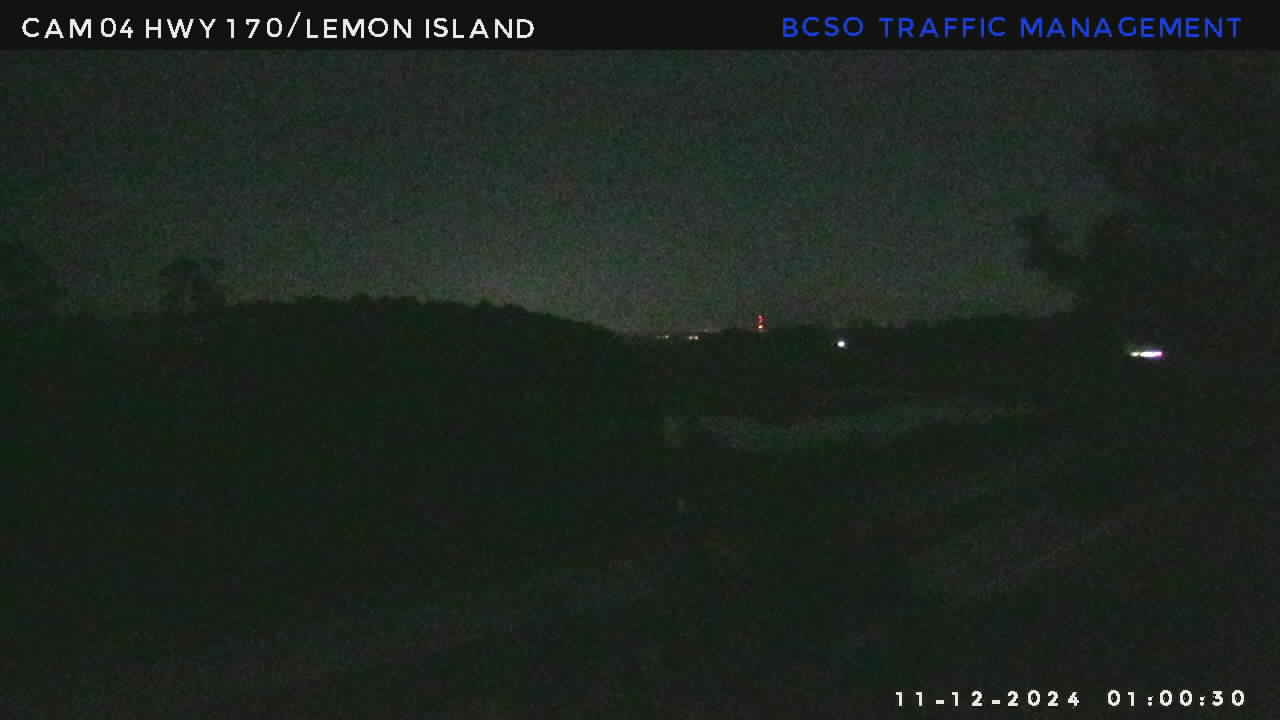 CAM 04 HWY 170/LEMON ISLAND
BCSO TRAFFIC MANAGEMENT
11-12-2024 01:00:30